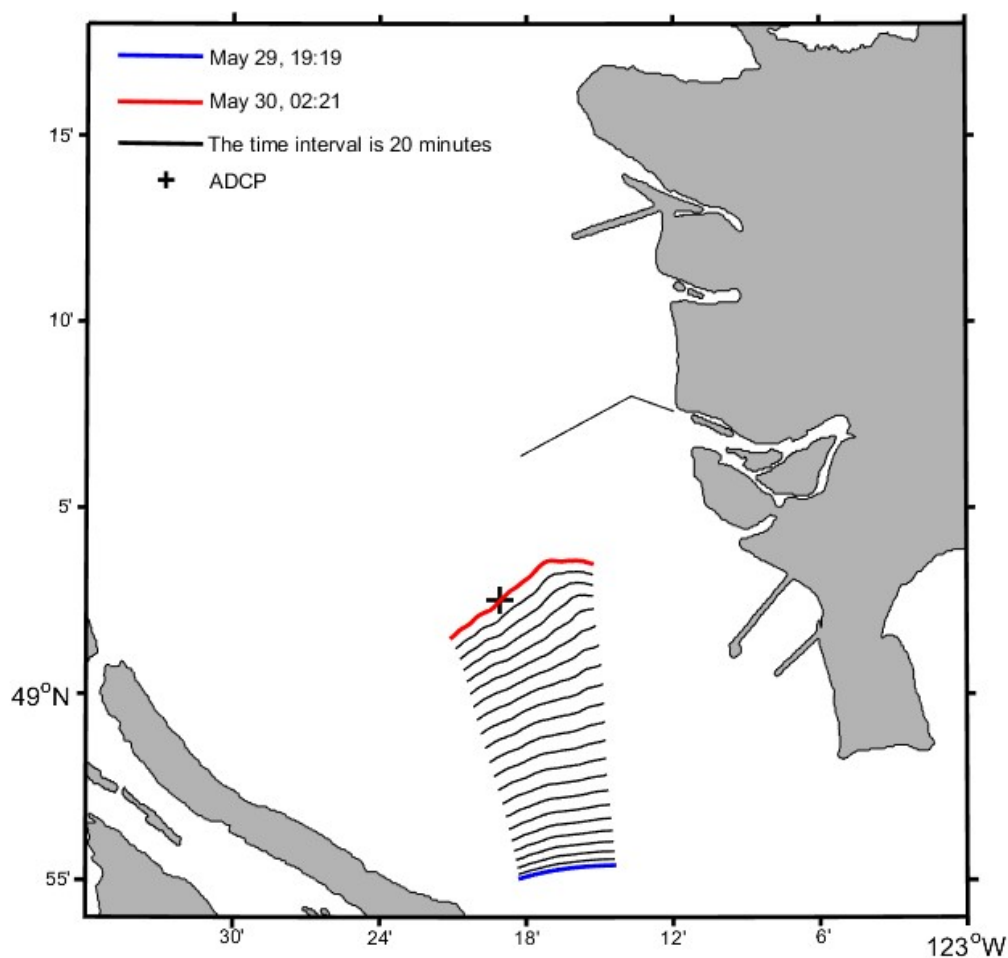 May 29, 19:19
May 30, 02:21
The time interval is 20 minutes
ADCP
15'
10'
5'
49°N
55'
30' 24' 18' 12' 6' 123°W